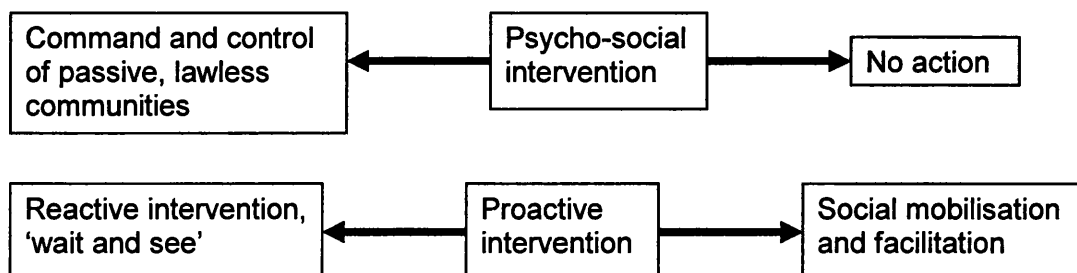 Command and control
of passive, lawless
communities
Psycho-social
intervention
No action
Reactive intervention,
‘wait and see’
Proactive
intervention
Social mobilisation
and facilitation